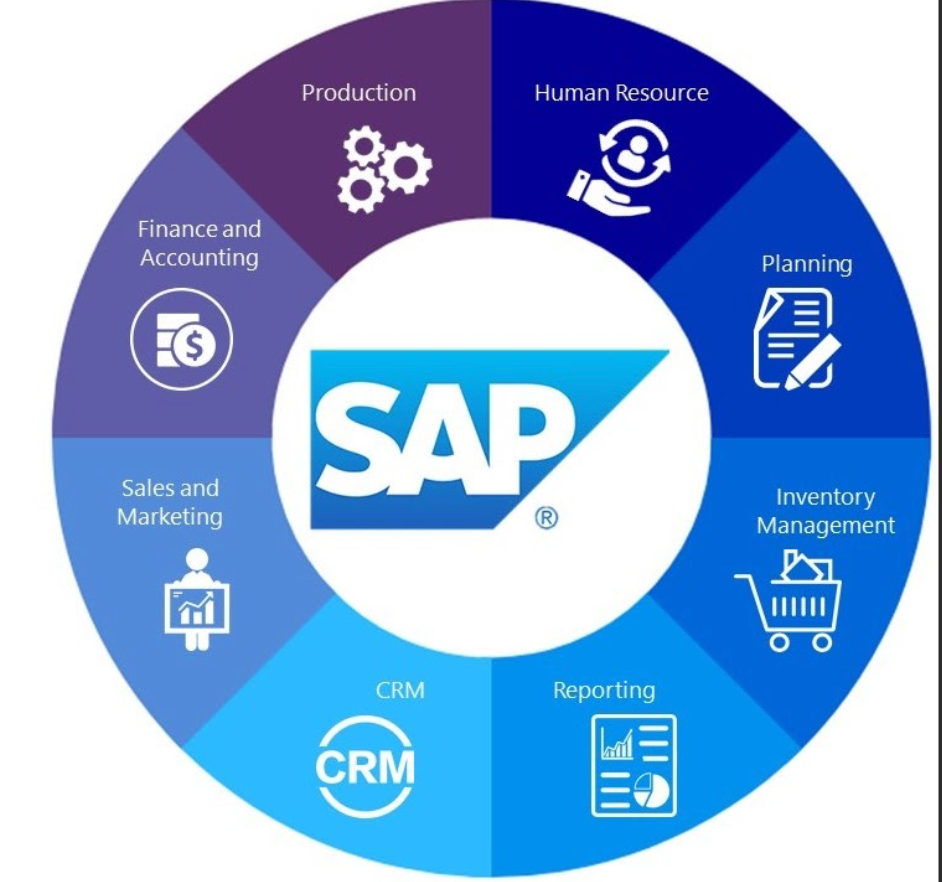 Production
Human Resource
Finance and
Accounting
Planning
SAP
®
Sales and
Marketing
Inventory
Management
CRM
CRM
Reporting
$